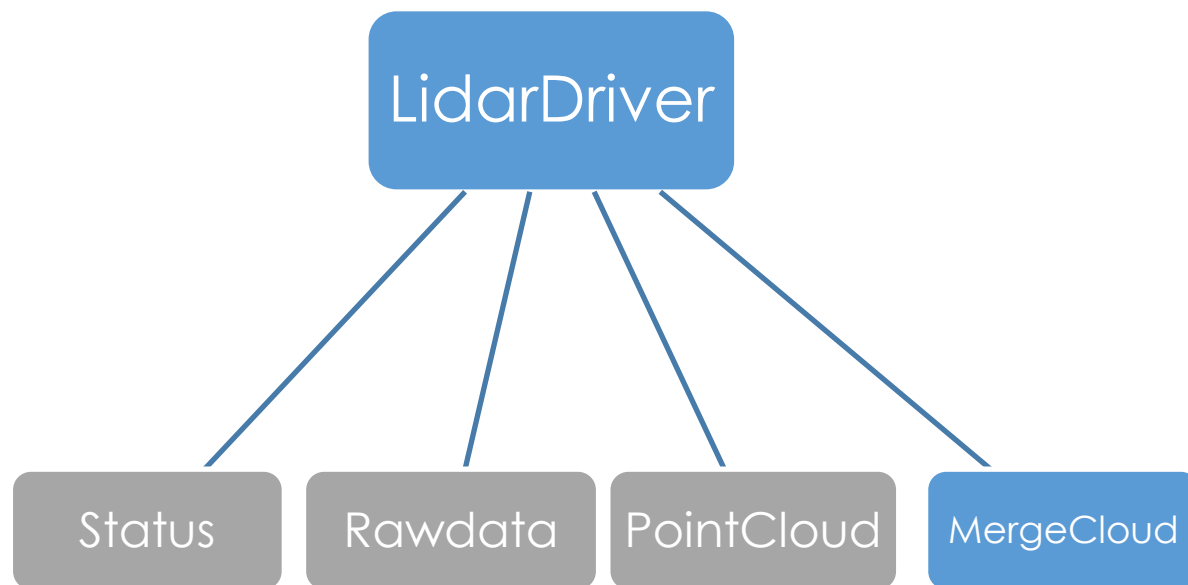 LidarDriver
Status
Rawdata
PointCloud
MergeCloud